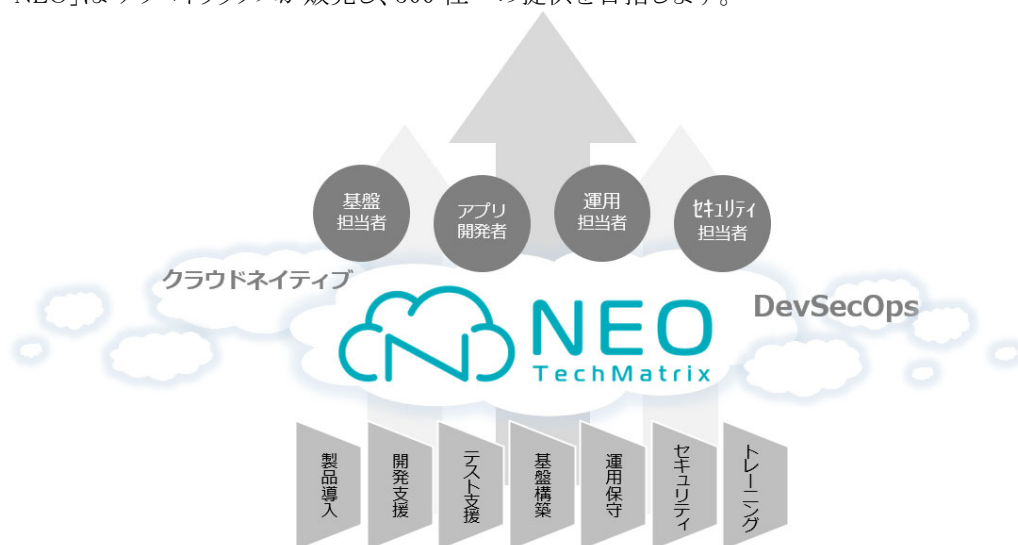 基盤
担当者
アプリ
開発者
運用
担当者
セキュリティ
担当者
クラウドネイティブ
DevSecOps
NEO
TechMatrix
製品導入
開発支援
テスト支援
基盤構築
運用保守
セキュリティ
トレーニング